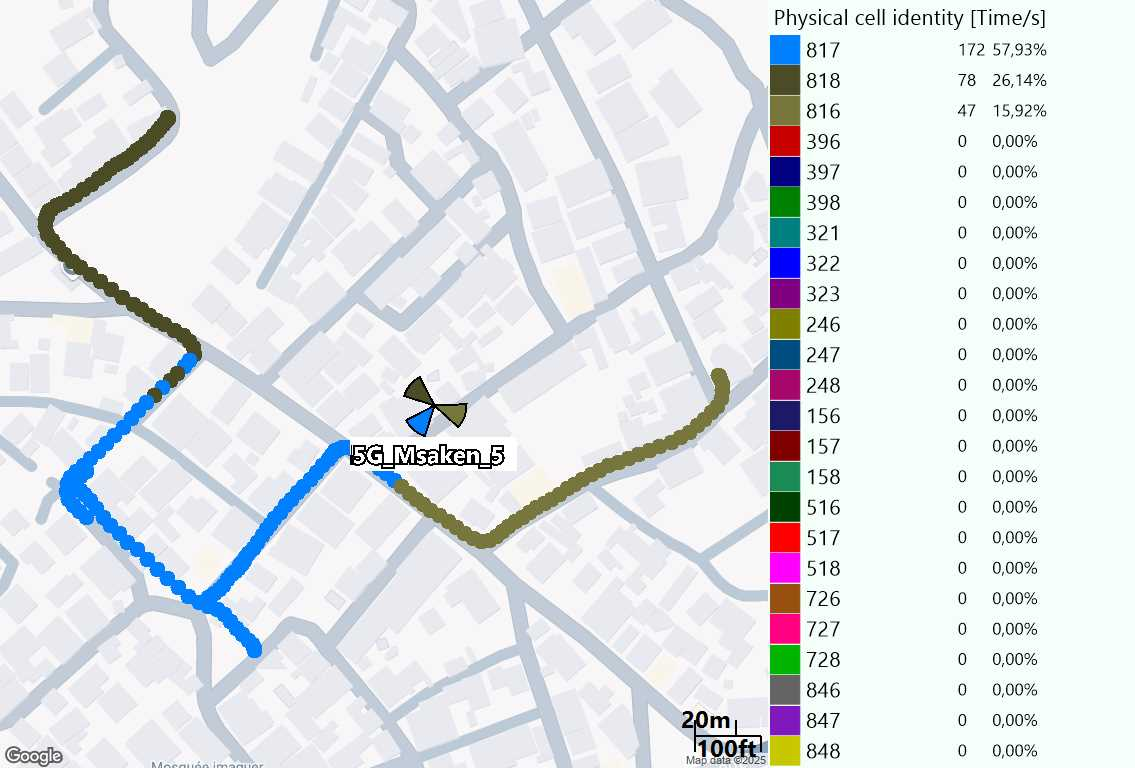 Physical cell identity [Time/s]
817 172 57,93%
818 78 26,14%
816 47 15,92%
396 0 0,00%
397 0 0,00%
398 0 0,00%
321 0 0,00%
322 0 0,00%
323 0 0,00%
246 0 0,00%
247 0 0,00%
248 0 0,00%
156 0 0,00%
157 0 0,00%
158 0 0,00%
516 0 0,00%
517 0 0,00%
518 0 0,00%
726 0 0,00%
727 0 0,00%
728 0 0,00%
846 0 0,00%
847 0 0,00%
848 0 0,00%
5G_Msaken_5
20m
100ft
Google
Map data ©2025
Mosquée imaguer